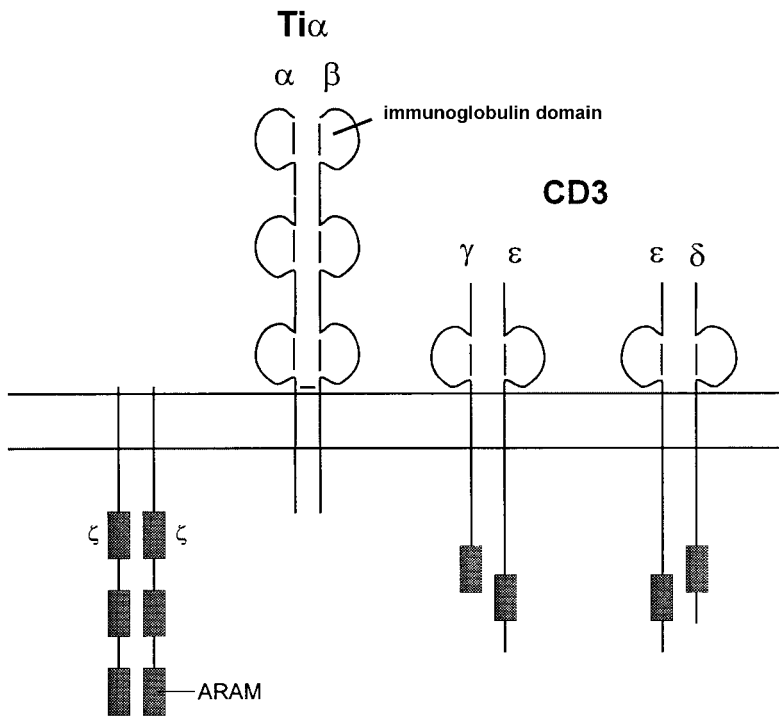 Tiα
α β
immunoglobulin domain
CD3
γ ε ε δ
ζ ζ
ARAM